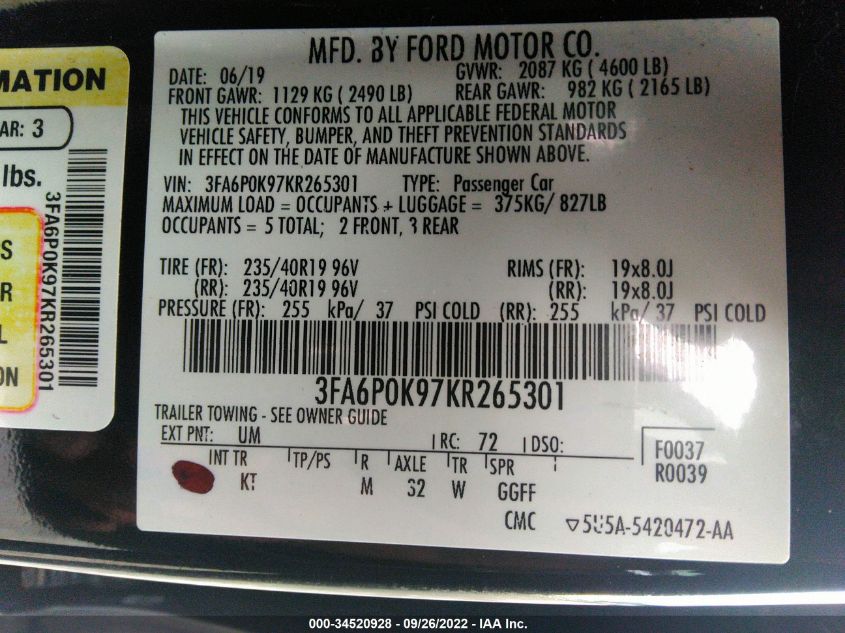 MATION
AR: 3
lbs.
3FA6P0K97KR265301
S
R
L
ON
MFD. BY FORD MOTOR CO.
DATE: 06/19 GVWR: 2087 KG ( 4600 LB)
FRONT GAWR: 1129 KG ( 2490 LB) REAR GAWR: 982 KG ( 2165 LB)
THIS VEHICLE CONFORMS TO ALL APPLICABLE FEDERAL MOTOR
VEHICLE SAFETY, BUMPER, AND THEFT PREVENTION STANDARDS
IN EFFECT ON THE DATE OF MANUFACTURE SHOWN ABOVE.
VIN: 3FA6P0K97KR265301 TYPE: Passenger Car
MAXIMUM LOAD = OCCUPANTS + LUGGAGE = 375KG/ 827LB
OCCUPANTS = 5 TOTAL; 2 FRONT, 3 REAR
TIRE (FR): 235/40R19 96V RIMS (FR): 19x8.0J
(RR): 235/40R19 96V (RR): 19x8.0J
PRESSURE (FR): 255 kPa/ 37 PSI COLD (RR): 255 kPa/ 37 PSI COLD
3FA6P0K97KR265301
TRAILER TOWING - SEE OWNER GUIDE
EXT PNT: UM RC: 72 DSO: F0037
R0039
INT TR TP/PS R AXLE TR SPR
KT M 32 W GGFF
CMC ▽5U5A-5420472-AA
000-34520928 - 09/26/2022 - IAA Inc.